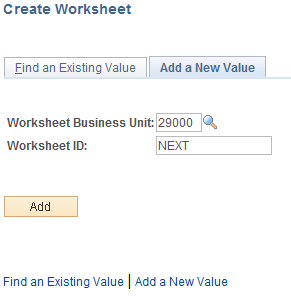 Create Worksheet
Find an Existing Value Add a New Value
Worksheet Business Unit: 29000
Worksheet ID: NEXT
Add
Find an Existing Value | Add a New Value